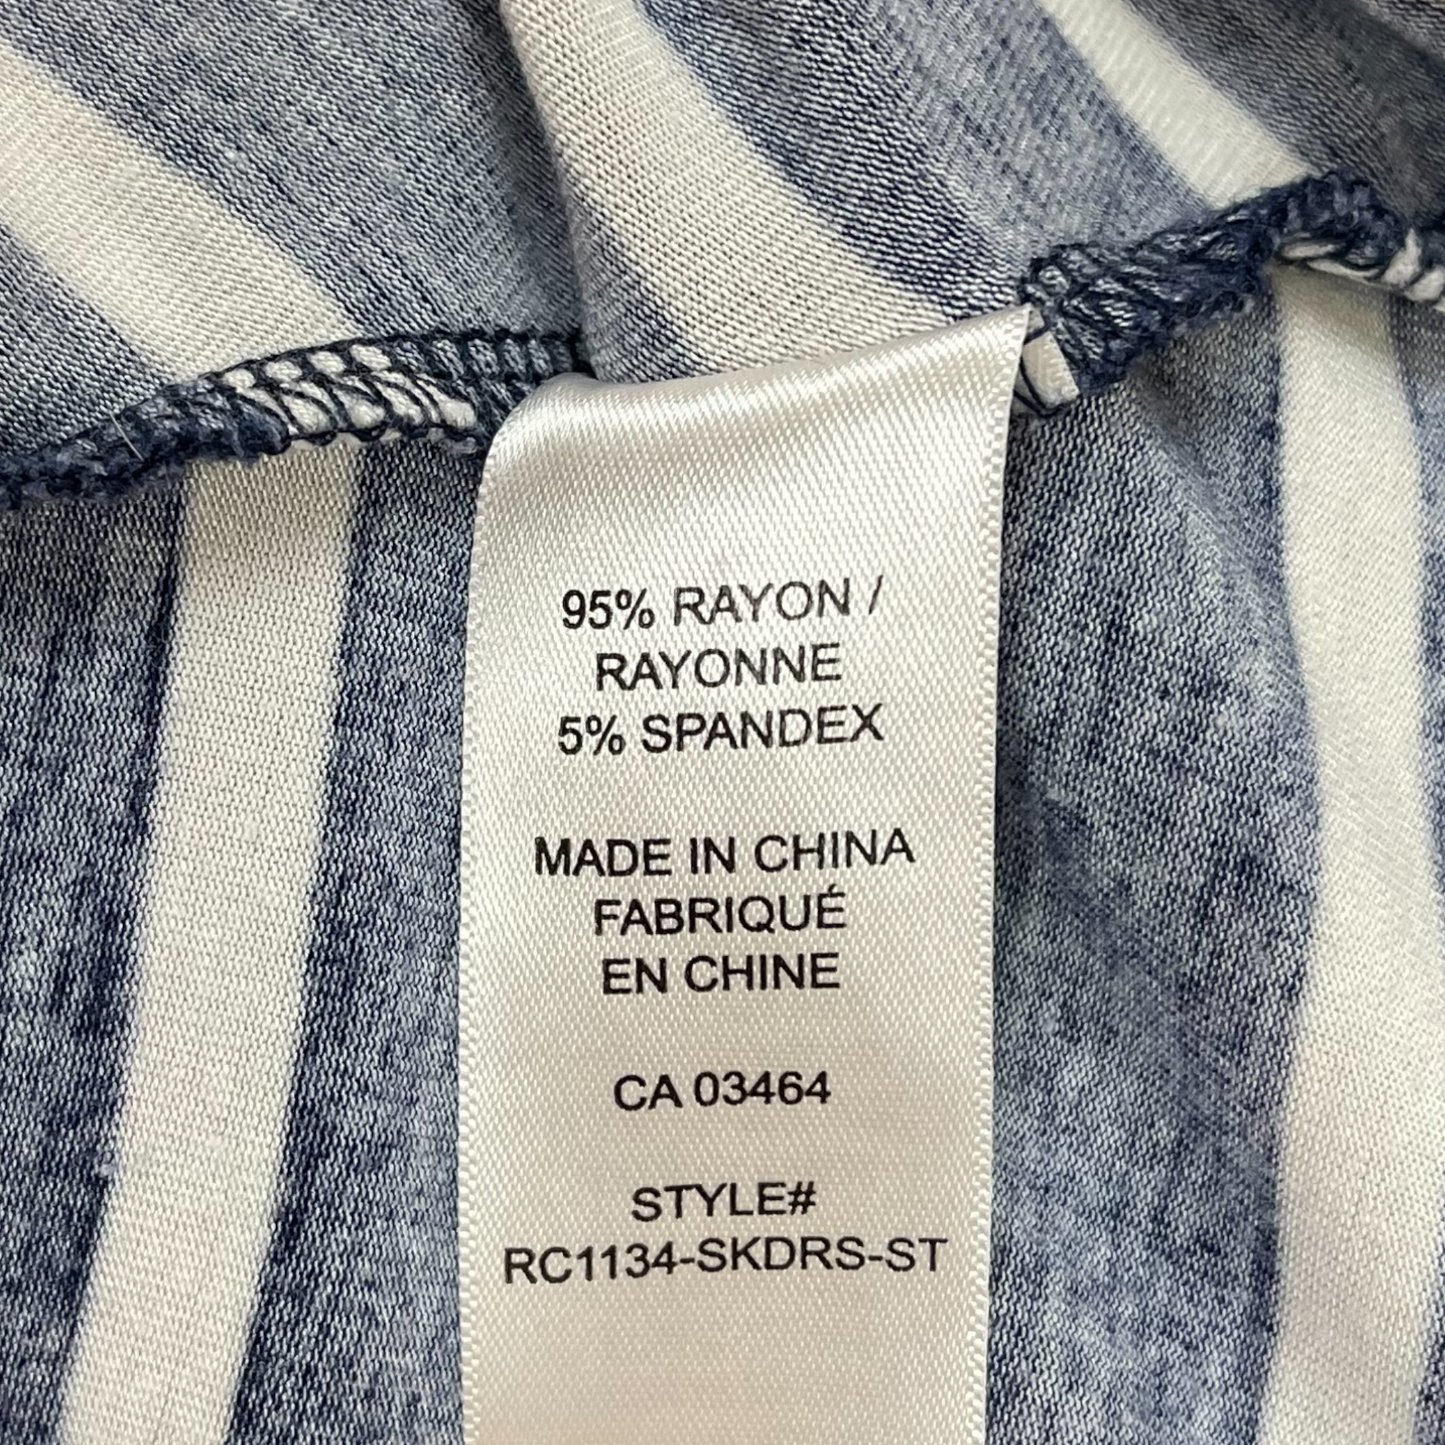 95% RAYON /
RAYONNE
5% SPANDEX
MADE IN CHINA
FABRIQUÉ
EN CHINE
CA 03464
STYLE#
RC1134-SKDRS-ST